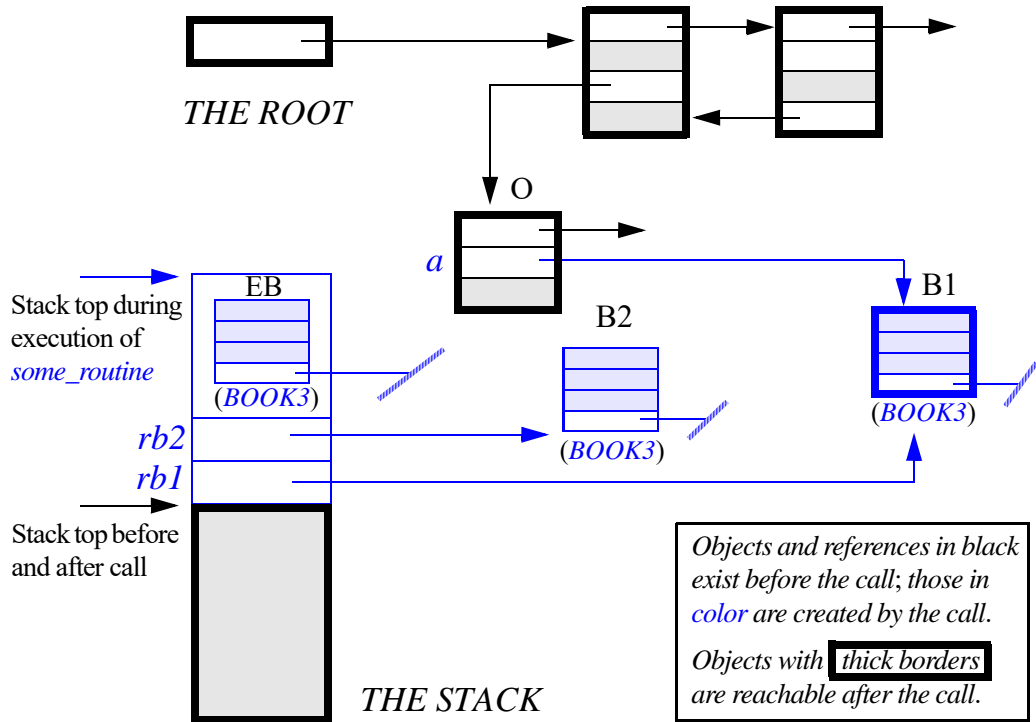 THE ROOT
O
a
B1
EB
B2
Stack top during
execution of
some_routine
(BOOK3)
(BOOK3)
(BOOK3)
rb2
rb1
Stack top before
and after call
Objects and references in black
exist before the call; those in
color are created by the call.
Objects with thick borders
are reachable after the call.
THE STACK